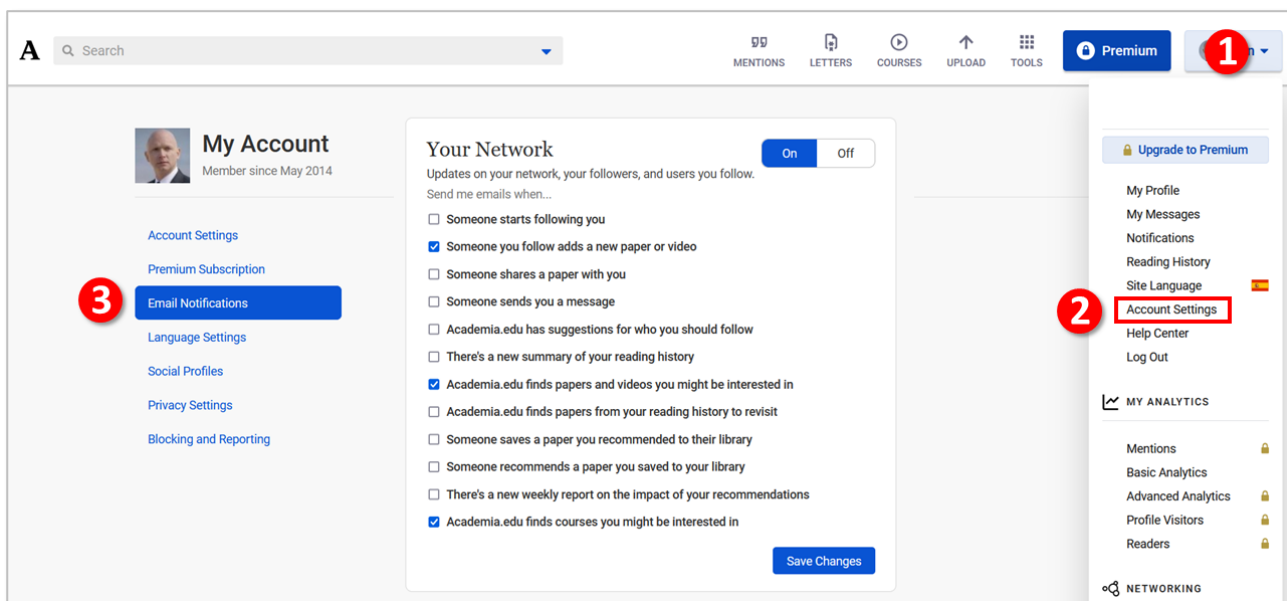 A
Search
MENTIONS
LETTERS
COURSES
UPLOAD
TOOLS
Premium
1
My Account
Member since May 2014
Account Settings
Premium Subscription
3
Email Notifications
Language Settings
Social Profiles
Privacy Settings
Blocking and Reporting
Your Network
On
Off
Updates on your network, your followers, and users you follow.
Send me emails when...
Someone starts following you
Someone you follow adds a new paper or video
Someone shares a paper with you
Someone sends you a message
Academia.edu has suggestions for who you should follow
There's a new summary of your reading history
Academia.edu finds papers and videos you might be interested in
Academia.edu finds papers from your reading history to revisit
Someone saves a paper you recommended to their library
Someone recommends a paper you saved to your library
There's a new weekly report on the impact of your recommendations
Academia.edu finds courses you might be interested in
Save Changes
Upgrade to Premium
My Profile
My Messages
Notifications
Reading History
Site Language
2
Account Settings
Help Center
Log Out
MY ANALYTICS
Mentions
Basic Analytics
Advanced Analytics
Profile Visitors
Readers
NETWORKING